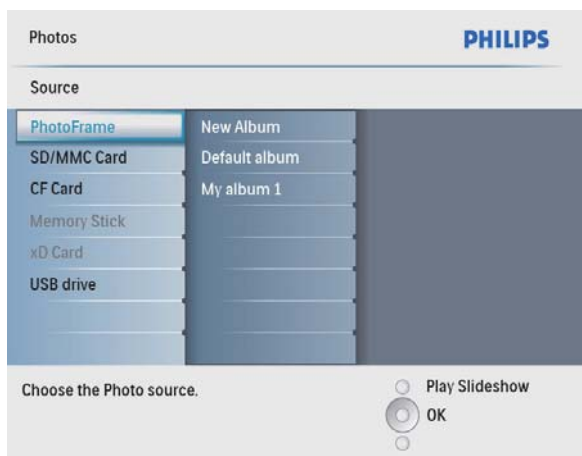 Photos
PHILIPS
Source
PhotoFrame
SD/MMC Card
CF Card
Memory Stick
xD Card
USB drive
New Album
Default album
My album 1
Choose the Photo source.
Play Slideshow
OK